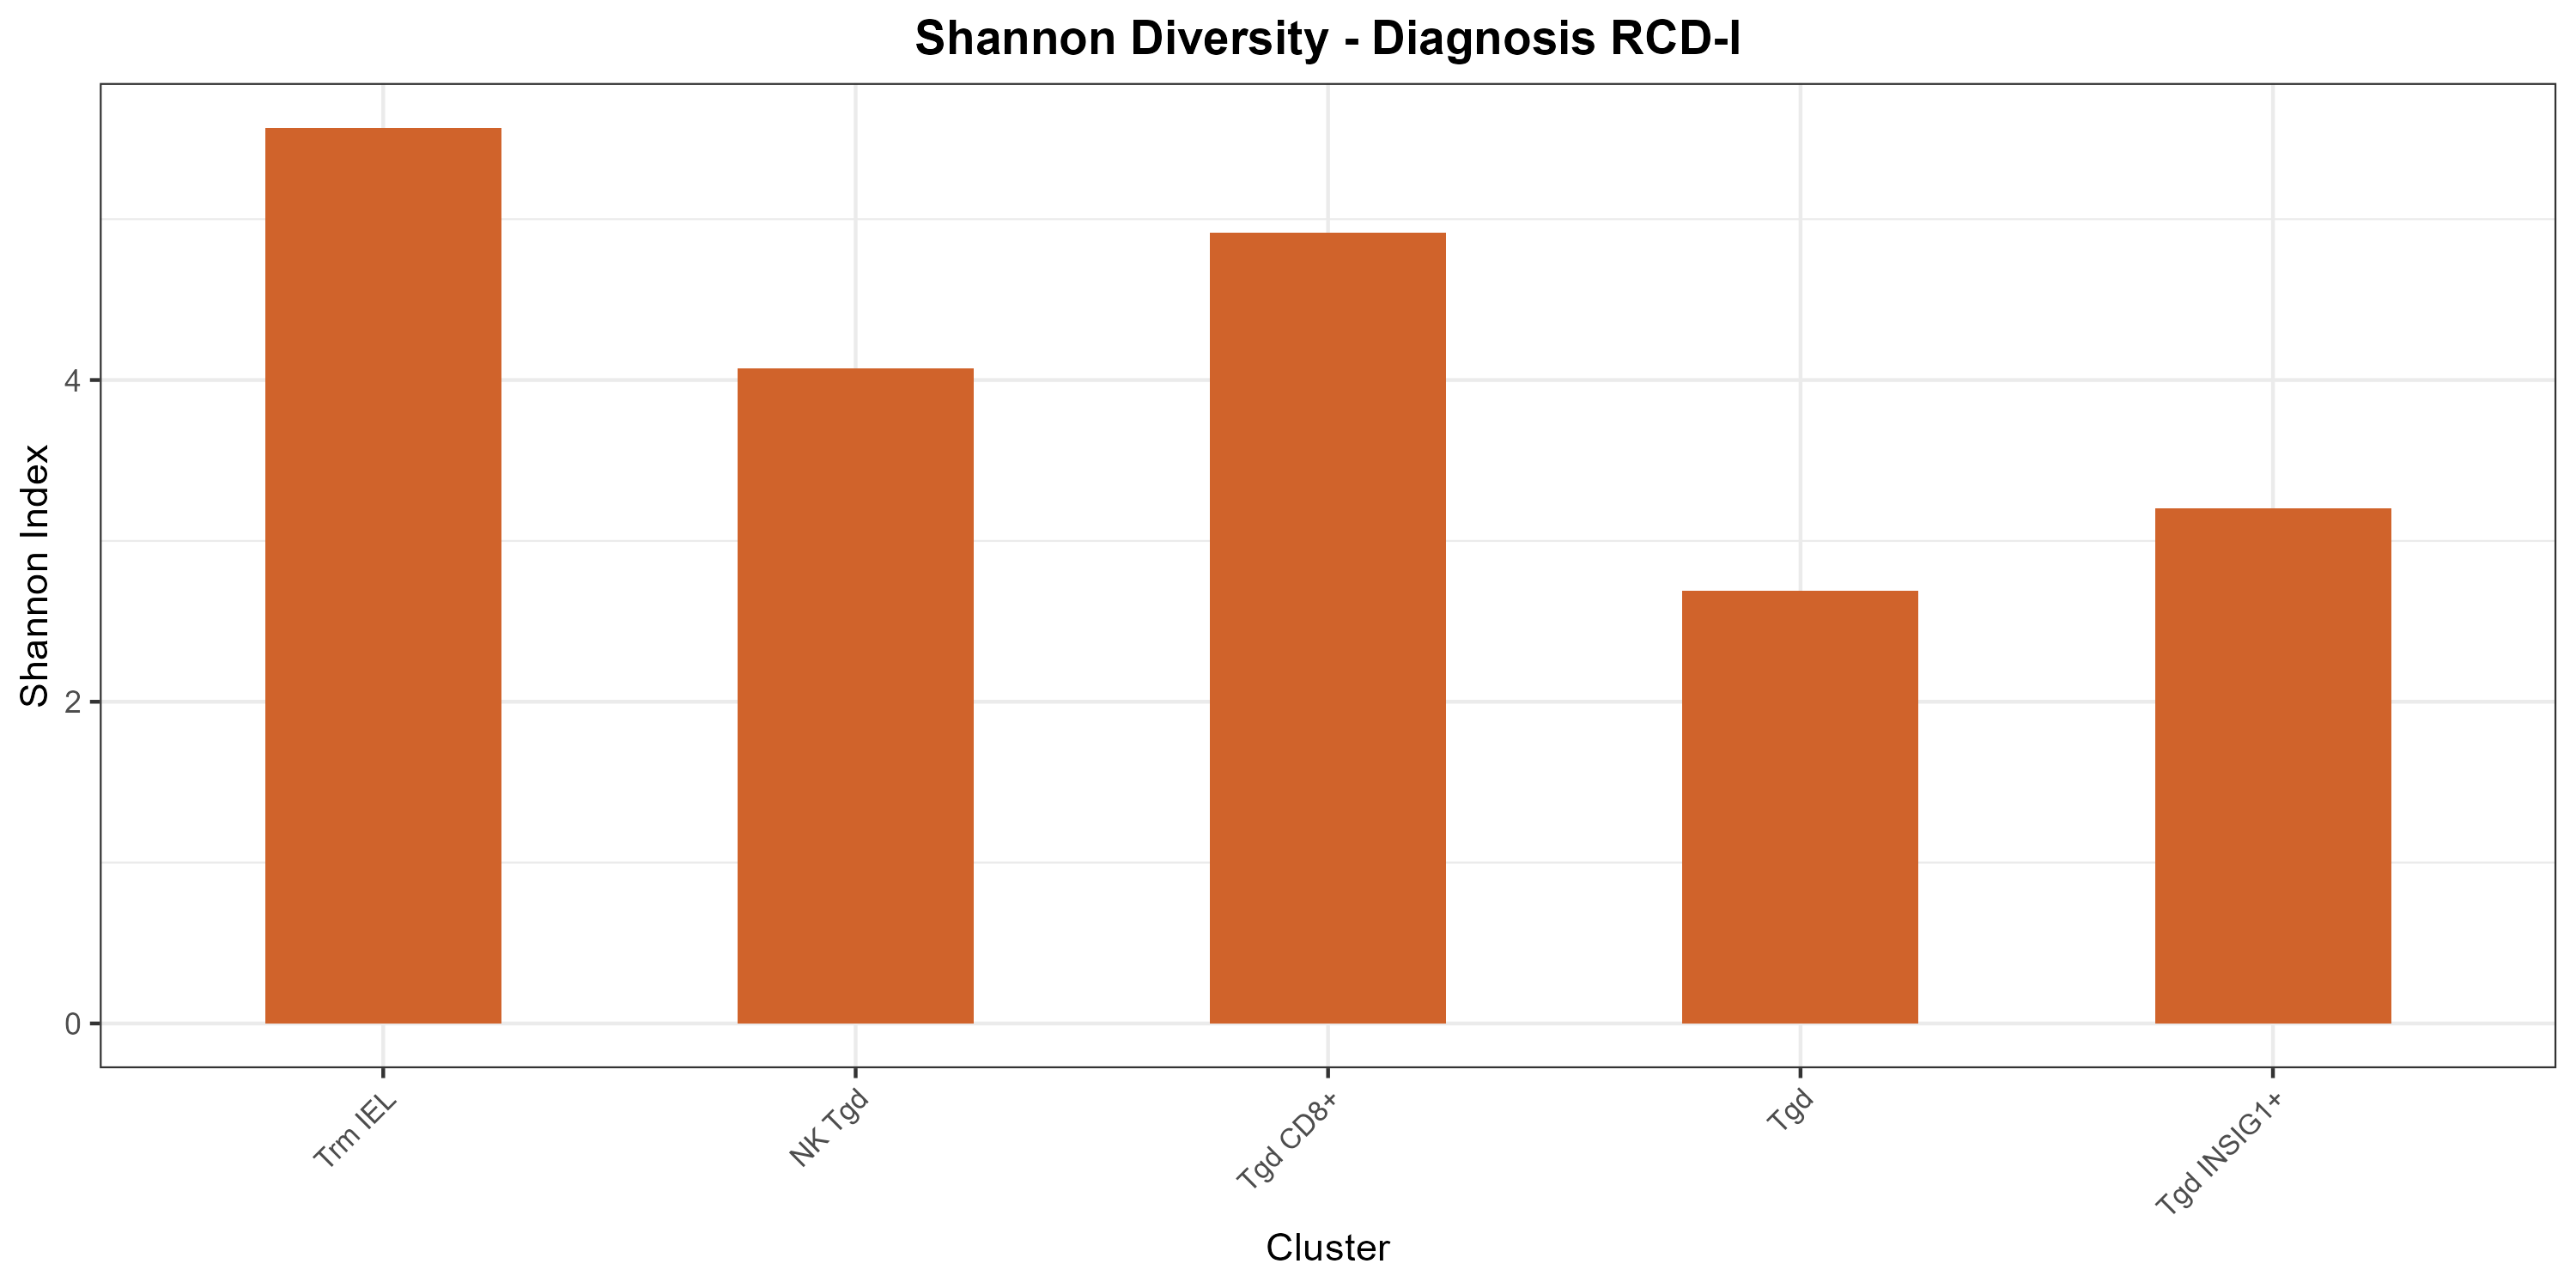 Shannon Diversity - Diagnosis RCD-I
Shannon Index
4
2
0
Trm IEL
NK Tgd
Tgd CD8+
Tgd
Tgd INSIG1+
Cluster